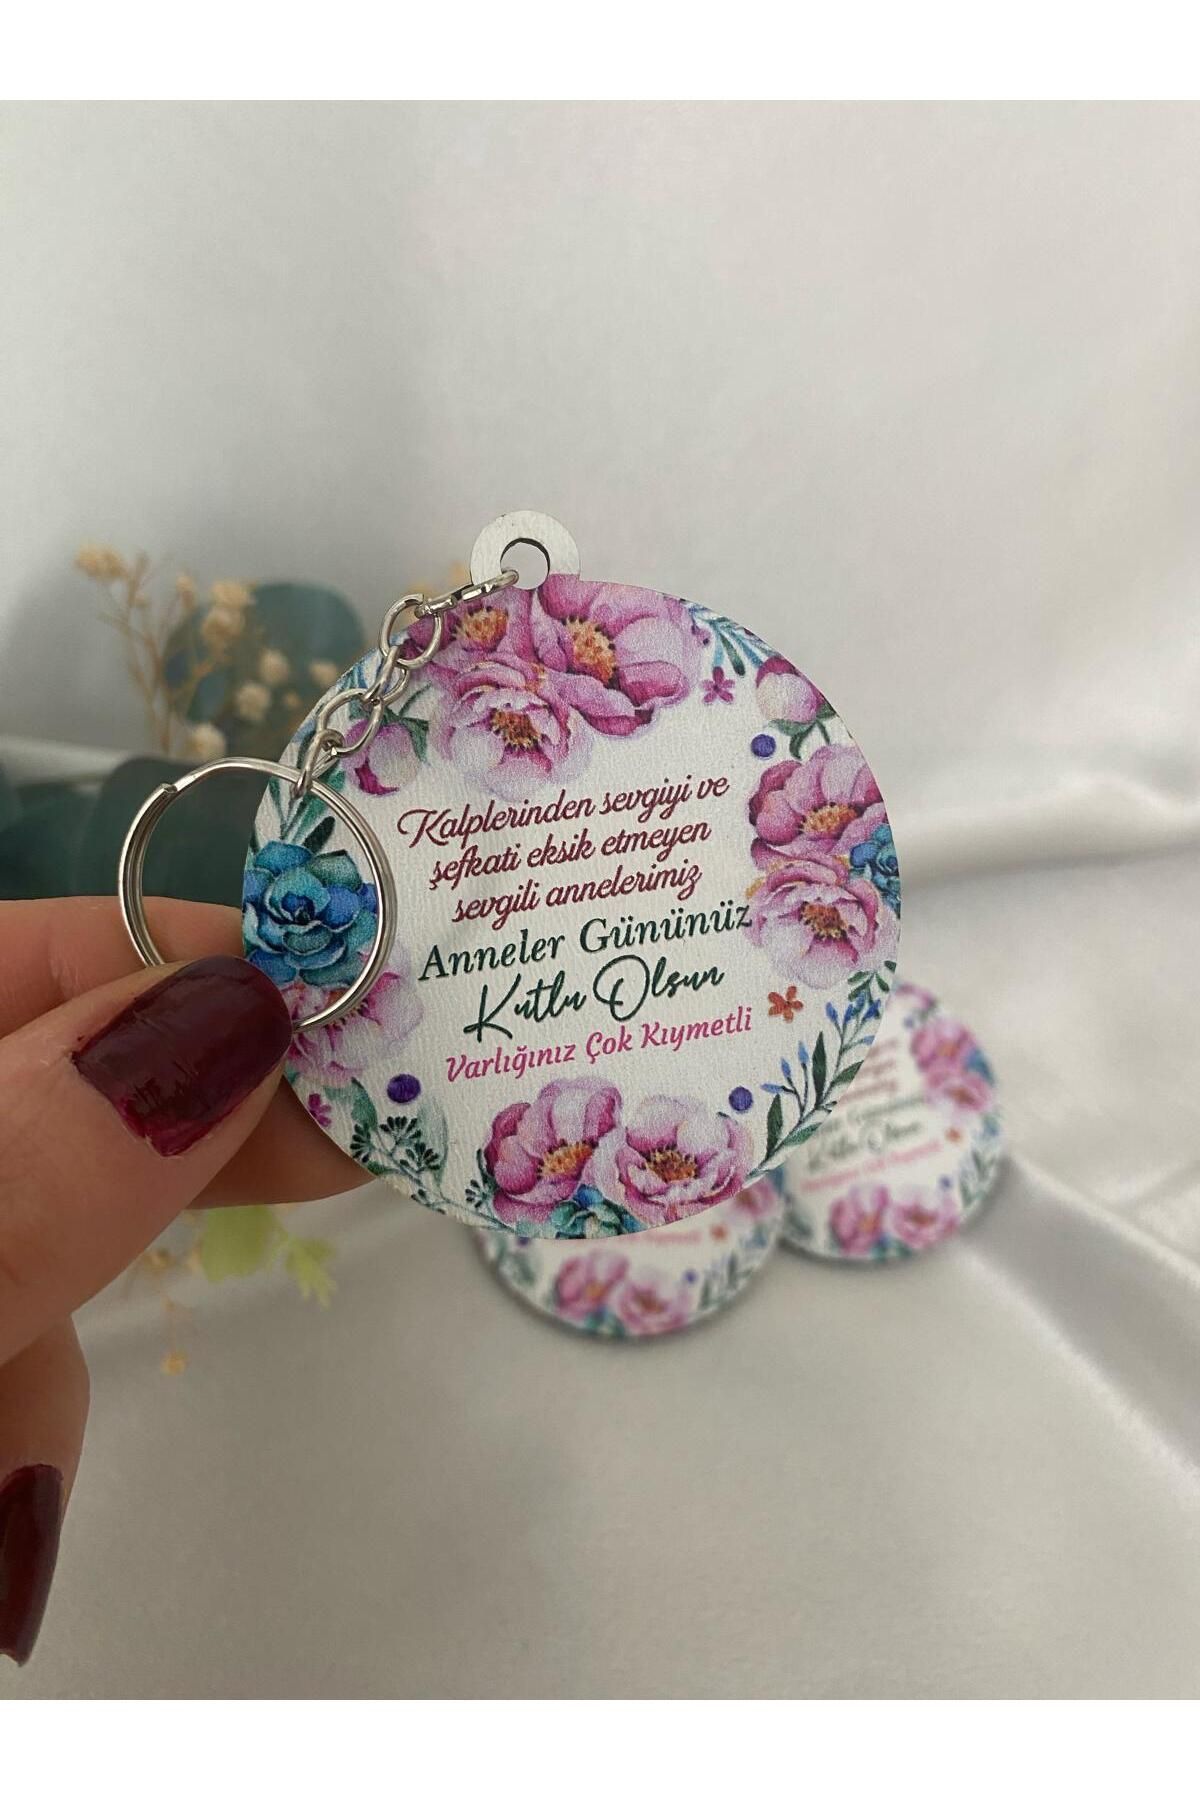 Kalplerinden sevgiyi ve
şefkati eksik etmeyen
sevgili annelerimiz
Anneler Gününüz
Kutlu Olsun
Varlığınız Çok Kıymetli